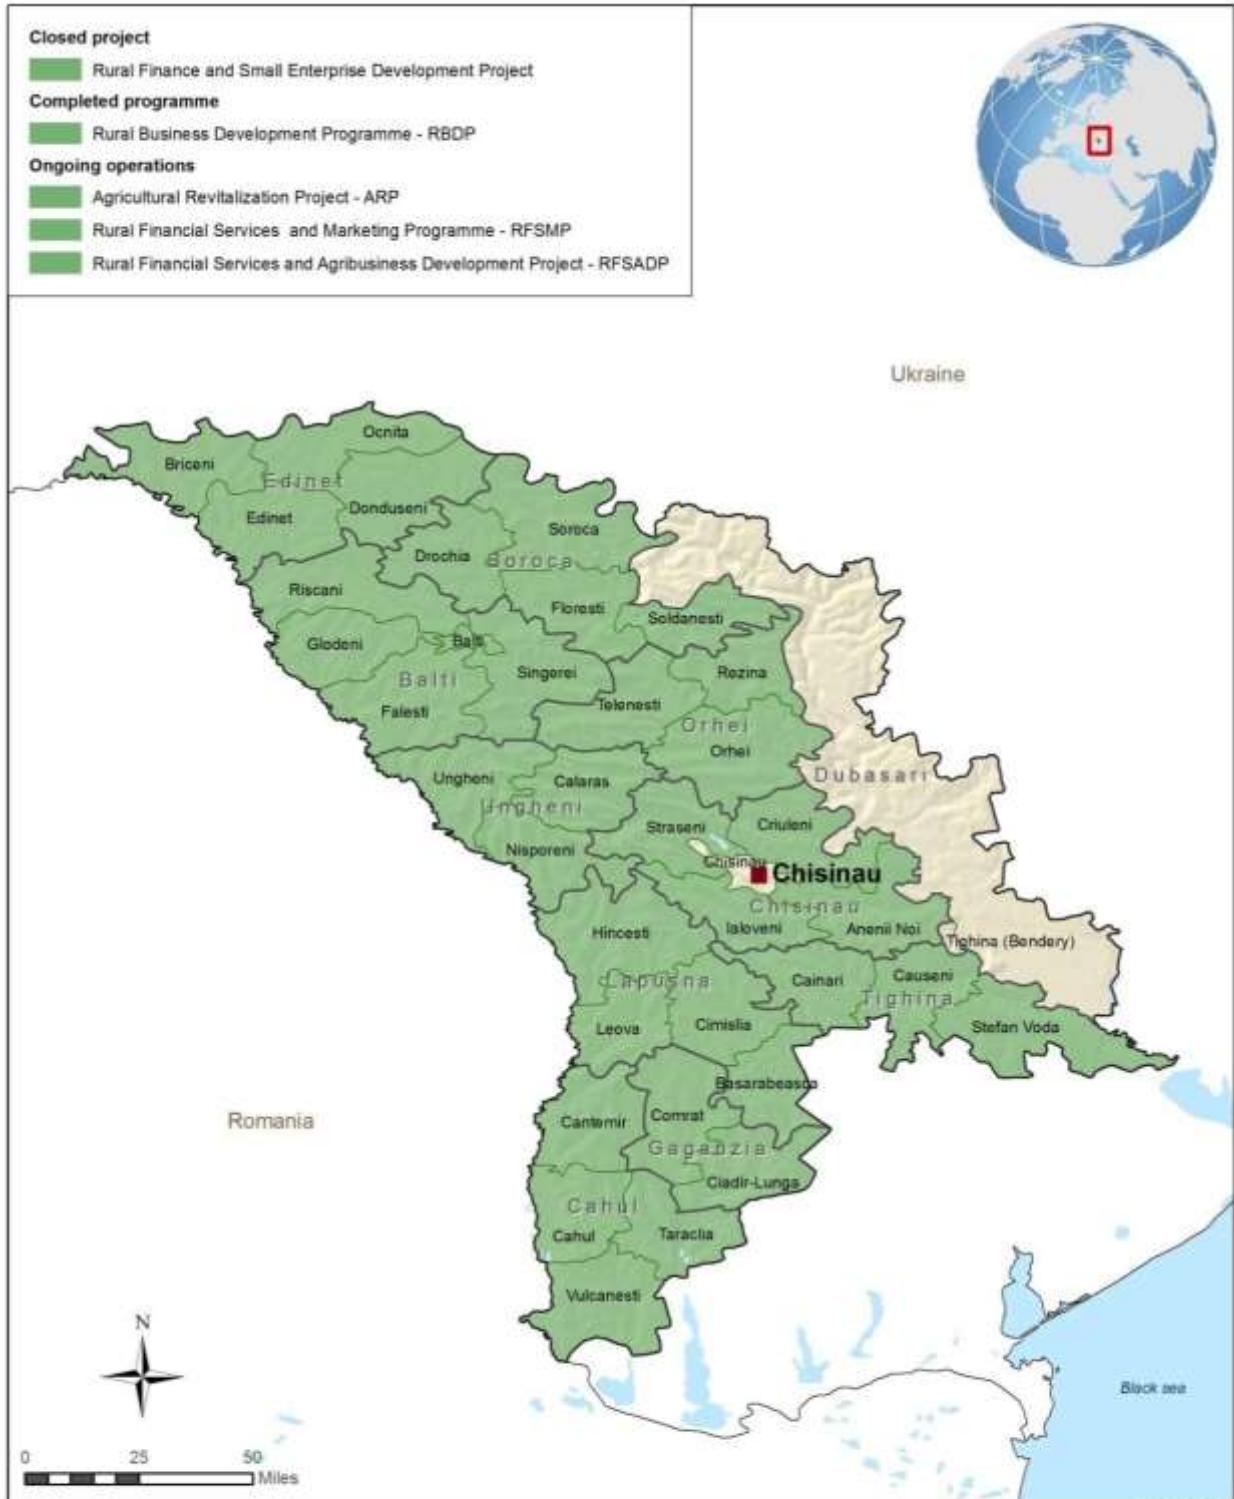 Closed project
Rural Finance and Small Enterprise Development Project
Completed programme
Rural Business Development Programme - RBDP
Ongoing operations
Agricultural Revitalization Project - ARP
Rural Financial Services and Marketing Programme - RFSMP
Rural Financial Services and Agribusiness Development Project - RFSADP
Ukraine
Ocnita
Briceni
Edinet
Donduseni
Edinet
Soroca
Drochia
Soroca
Riscani
Floresti
Soldanesti
Glodeni
Balti
Singerei
Rezina
Balti
Telenesti
Falesti
Orhei
Orhei
Ungheni
Calaras
Dubasari
Ungheni
Straseni
Criuleni
Nisporeni
Chisinau
Chisinau
Chisinau
Hincesti
Ialoveni
Anenii Noi
Tighina (Bendery)
Lapusna
Cainari
Causeni
Tighina
Leova
Cimislia
Stefan Voda
Basarabeasca
Romania
Cantemir
Comrat
Gaganzia
Ciadir-Lunga
Cahul
Cahul
Taraclia
Vulcanesti
N
Black sea
0 25 50
Miles